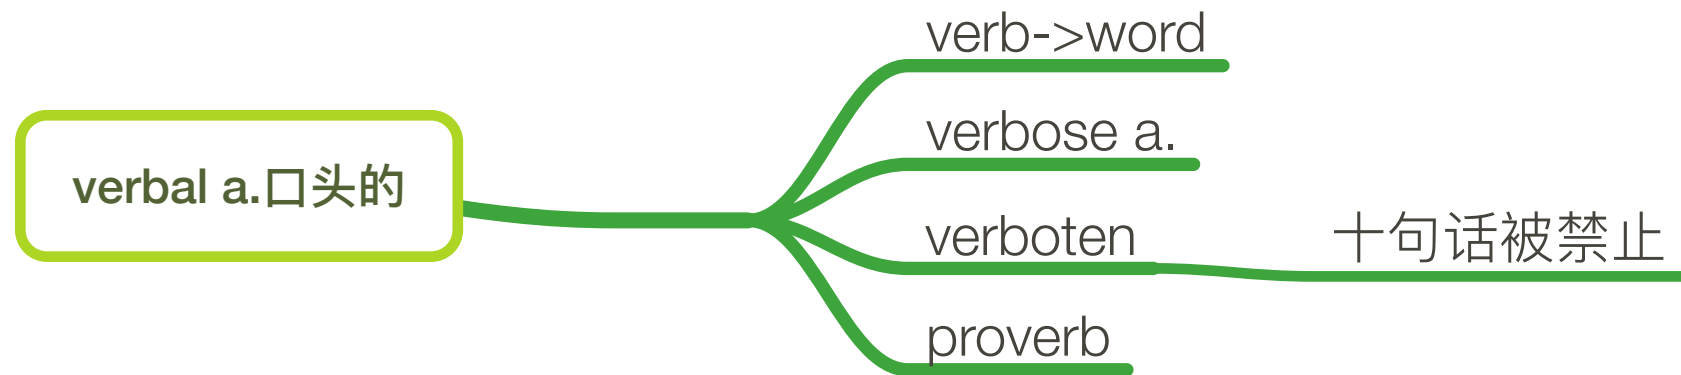 verbal a.口头的
verb->word
verbose a.
verboten
十句话被禁止
proverb